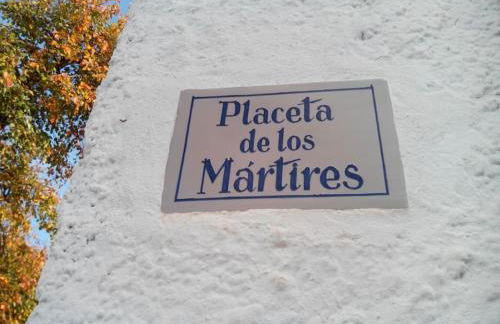 Placeta
de los
Mártires